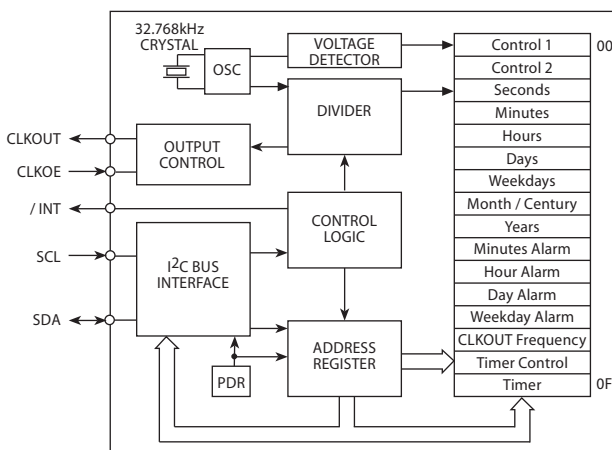 32.768kHz
CRYSTAL
OSC
VOLTAGE
DETECTOR
DIVIDER
CLKOUT
CLKOE
OUTPUT
CONTROL
/ INT
CONTROL
LOGIC
SCL
SDA
I²C BUS
INTERFACE
ADDRESS
REGISTER
PDR
Control 1
00
Control 2
Seconds
Minutes
Hours
Days
Weekdays
Month / Century
Years
Minutes Alarm
Hour Alarm
Day Alarm
Weekday Alarm
CLKOUT Frequency
Timer Control
Timer
0F